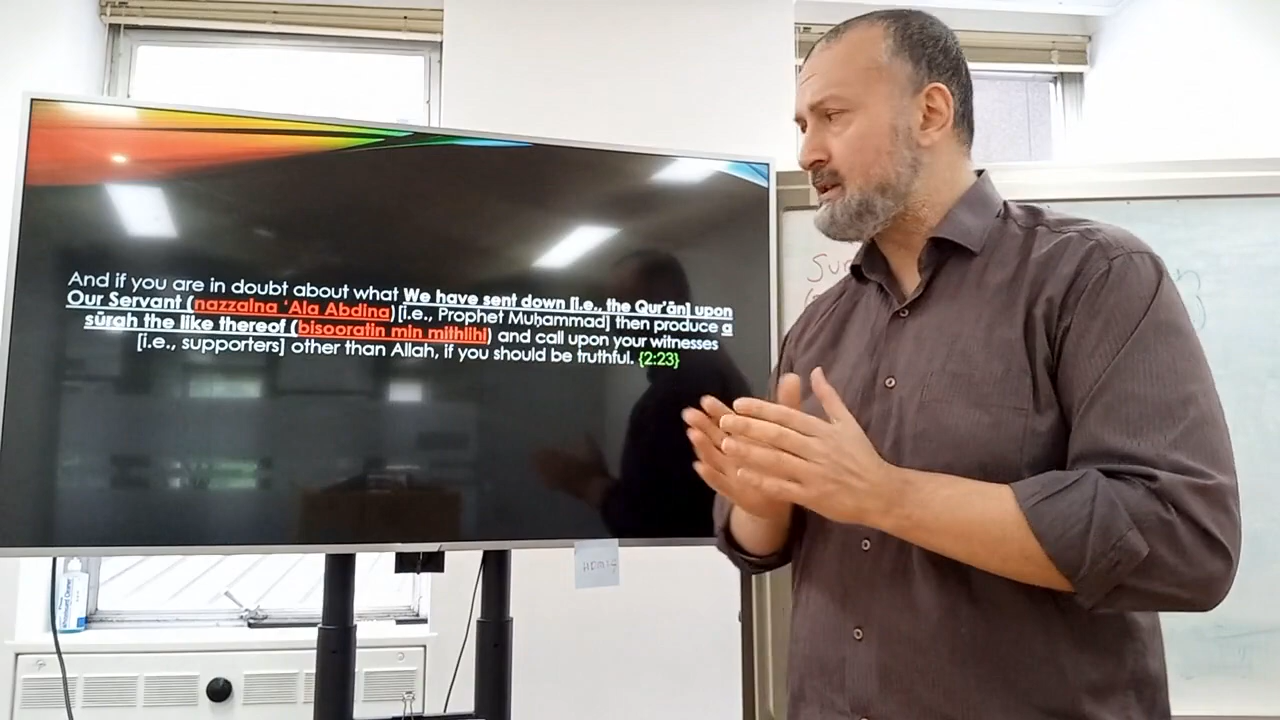 And if you are in doubt about what We have sent down [i.e., the Qur'ān] upon
Our Servant (nazzalna ‘Ala Abdina) [i.e., Prophet Muḥammad] then produce a
sūrah the like thereof (bisooratin min mithlihi) and call upon your witnesses
[i.e., supporters] other than Allah, if you should be truthful. {2:23}
Sur